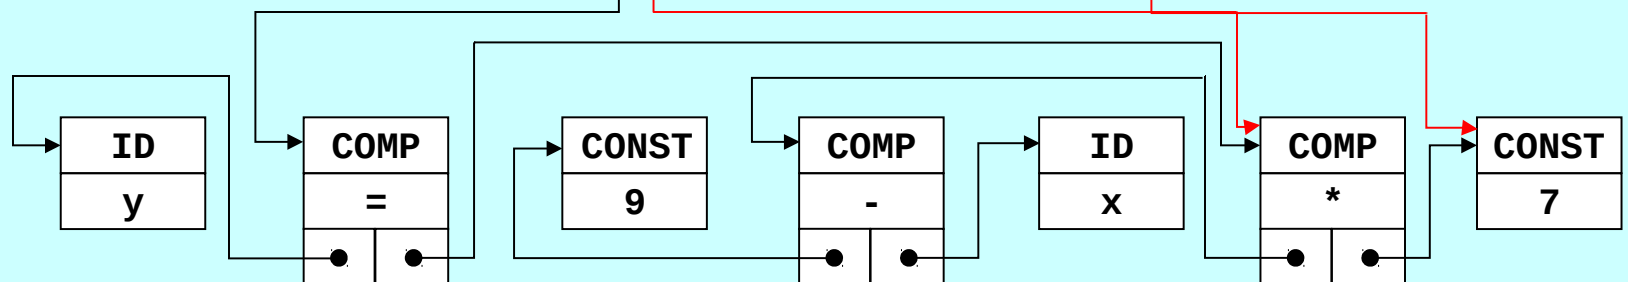 ID COMP CONST COMP ID COMP CONST
y = 9 - x * 7